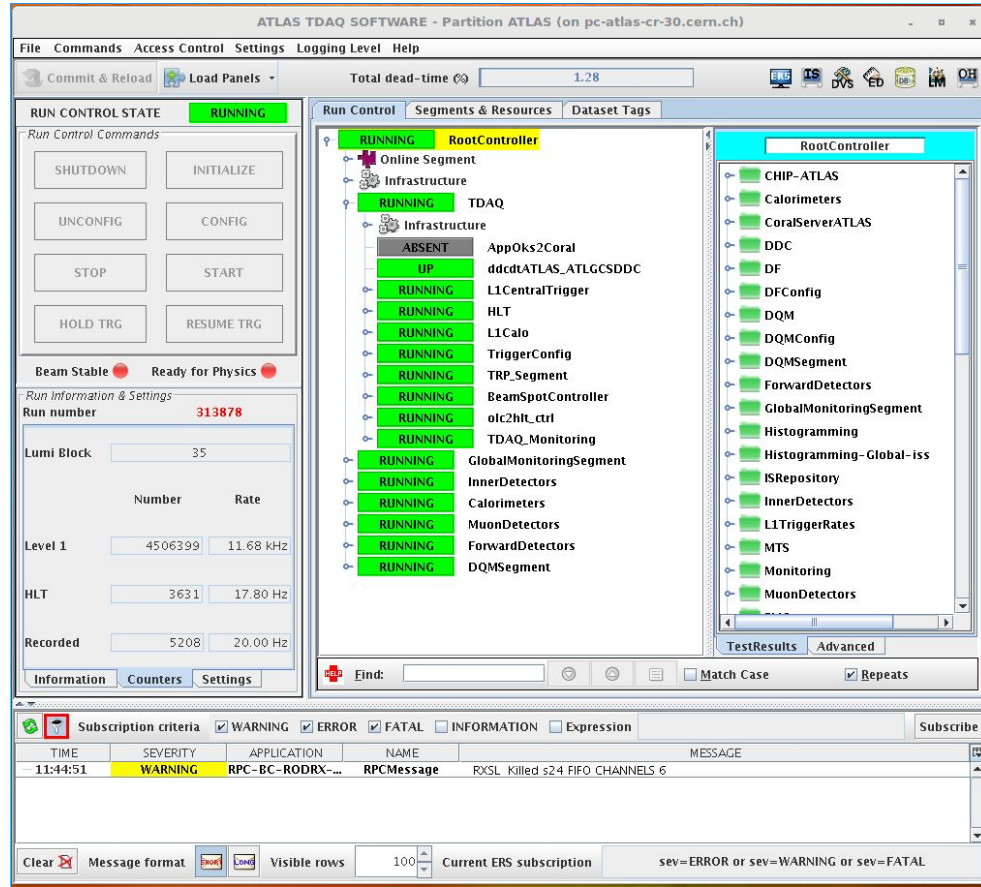 ATLAS TDAQ SOFTWARE - Partition ATLAS (on pc-atlas-cr-30.cern.ch)
File Commands Access Control Settings Logging Level Help
Commit & Reload Load Panels Total dead-time (%) 1.28 ERS IS DVS ED DB LM OH
RUN CONTROL STATE RUNNING
Run Control Commands
SHUTDOWN INITIALIZE
UNCONFIG CONFIG
STOP START
HOLD TRG RESUME TRG
Beam Stable Ready for Physics
Run Information & Settings
Run number 313878
Lumi Block 35
Number Rate
Level 1 4506399 11.68 kHz
HLT 3631 17.80 Hz
Recorded 5208 20.00 Hz
Information Counters Settings
Run Control Segments & Resources Dataset Tags
RUNNING RootController
Online Segment
Infrastructure
RUNNING TDAQ
Infrastructure
ABSENT AppOks2Coral
UP ddcdtATLAS_ATLGCSDDC
RUNNING L1CentralTrigger
RUNNING HLT
RUNNING L1Calo
RUNNING TriggerConfig
RUNNING TRP_Segment
RUNNING BeamSpotController
RUNNING olc2hlt_ctrl
RUNNING TDAQ_Monitoring
RUNNING GlobalMonitoringSegment
RUNNING InnerDetectors
RUNNING Calorimeters
RUNNING MuonDetectors
RUNNING ForwardDetectors
RUNNING DQMSegment
RootController
CHIP-ATLAS
Calorimeters
CoralServerATLAS
DDC
DF
DFConfig
DQM
DQMConfig
DQMSegment
ForwardDetectors
GlobalMonitoringSegment
Histogramming
Histogramming-Global-iss
ISRepository
InnerDetectors
L1TriggerRates
MTS
Monitoring
MuonDetectors
TestResults Advanced
HELP Find: Match Case Repeats
Subscription criteria WARNING ERROR FATAL INFORMATION Expression Subscribe
TIME SEVERITY APPLICATION NAME MESSAGE
11:44:51 WARNING RPC-BC-RODRX-... RPCMessage RXSL Killed s24 FIFO CHANNELS 6
Clear Message format SHORT LONG Visible rows 100 Current ERS subscription sev=ERROR or sev=WARNING or sev=FATAL